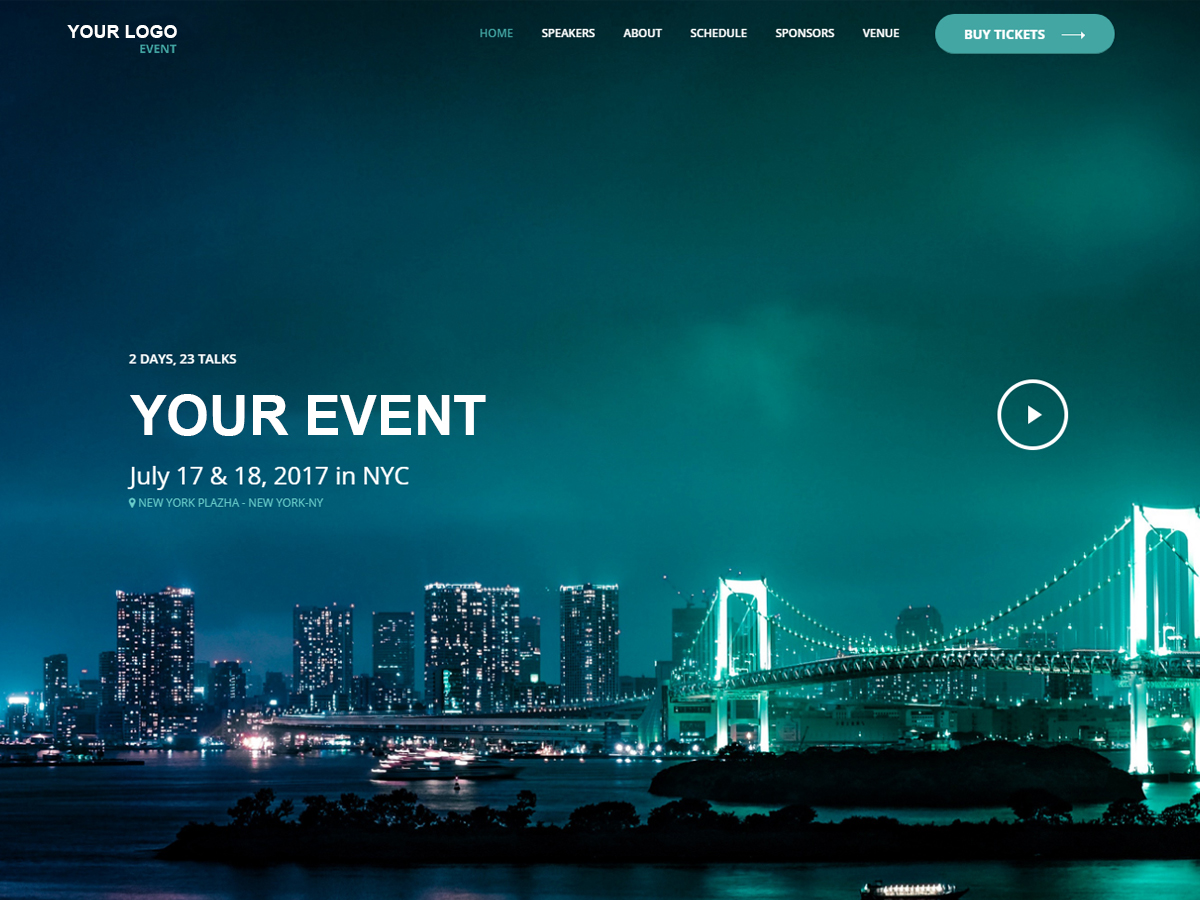 YOUR LOGO
EVENT
HOME SPEAKERS ABOUT SCHEDULE SPONSORS VENUE BUY TICKETS
2 DAYS, 23 TALKS
YOUR EVENT
July 17 & 18, 2017 in NYC
NEW YORK PLAZHA - NEW YORK-NY